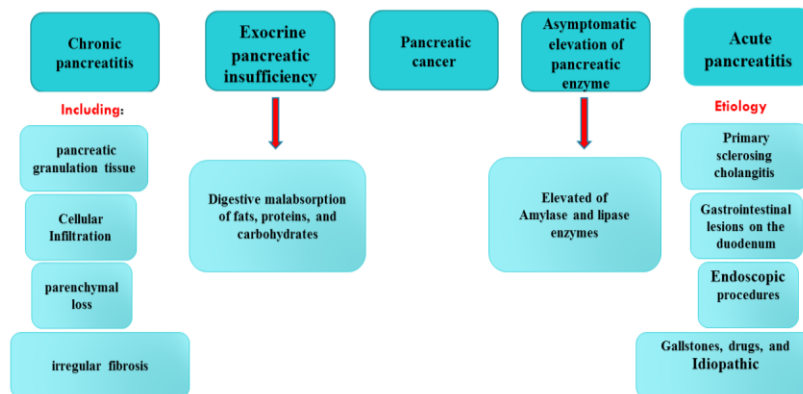 Chronic
pancreatitis
Exocrine
pancreatic
insufficiency
Pancreatic
cancer
Asymptomatic
elevation of
pancreatic
enzyme
Acute
pancreatitis
Including:
pancreatic
granulation tissue
Cellular
Infiltration
parenchymal
loss
irregular fibrosis
Digestive malabsorption
of fats, proteins, and
carbohydrates
Elevated of
Amylase and lipase
enzymes
Etiology
Primary
sclerosing
cholangitis
Gastrointestinal
lesions on the
duodenum
Endoscopic
procedures
Gallstones, drugs, and
Idiopathic